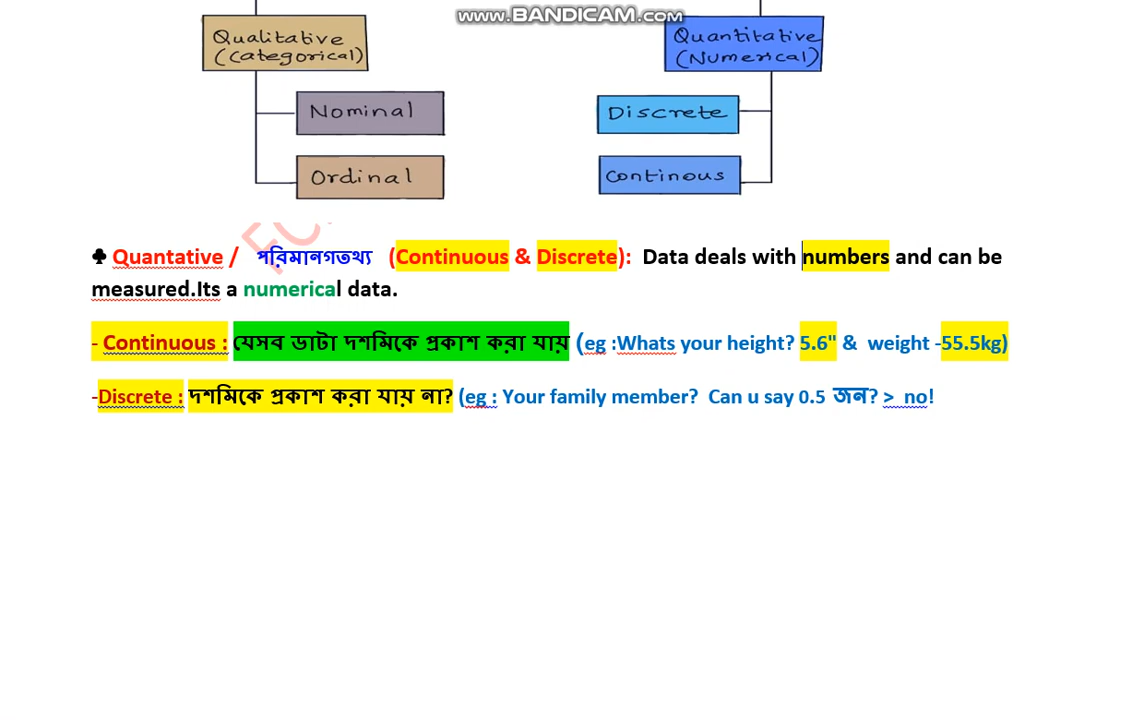 www.BANDICAM.com
Qualitative
(Categorical)
Quantitative
(Numerical)
Nominal
Discrete
Ordinal
Continous
♣ Quantative / পরিমানগতথ্য (Continuous & Discrete): Data deals with numbers and can be
measured.Its a numerical data.
- Continuous : যেসব ডাটা দশমিকে প্রকাশ করা যায় (eg :Whats your height? 5.6" & weight -55.5kg)
-Discrete : দশমিকে প্রকাশ করা যায় না? (eg : Your family member? Can u say 0.5 জন? > no!